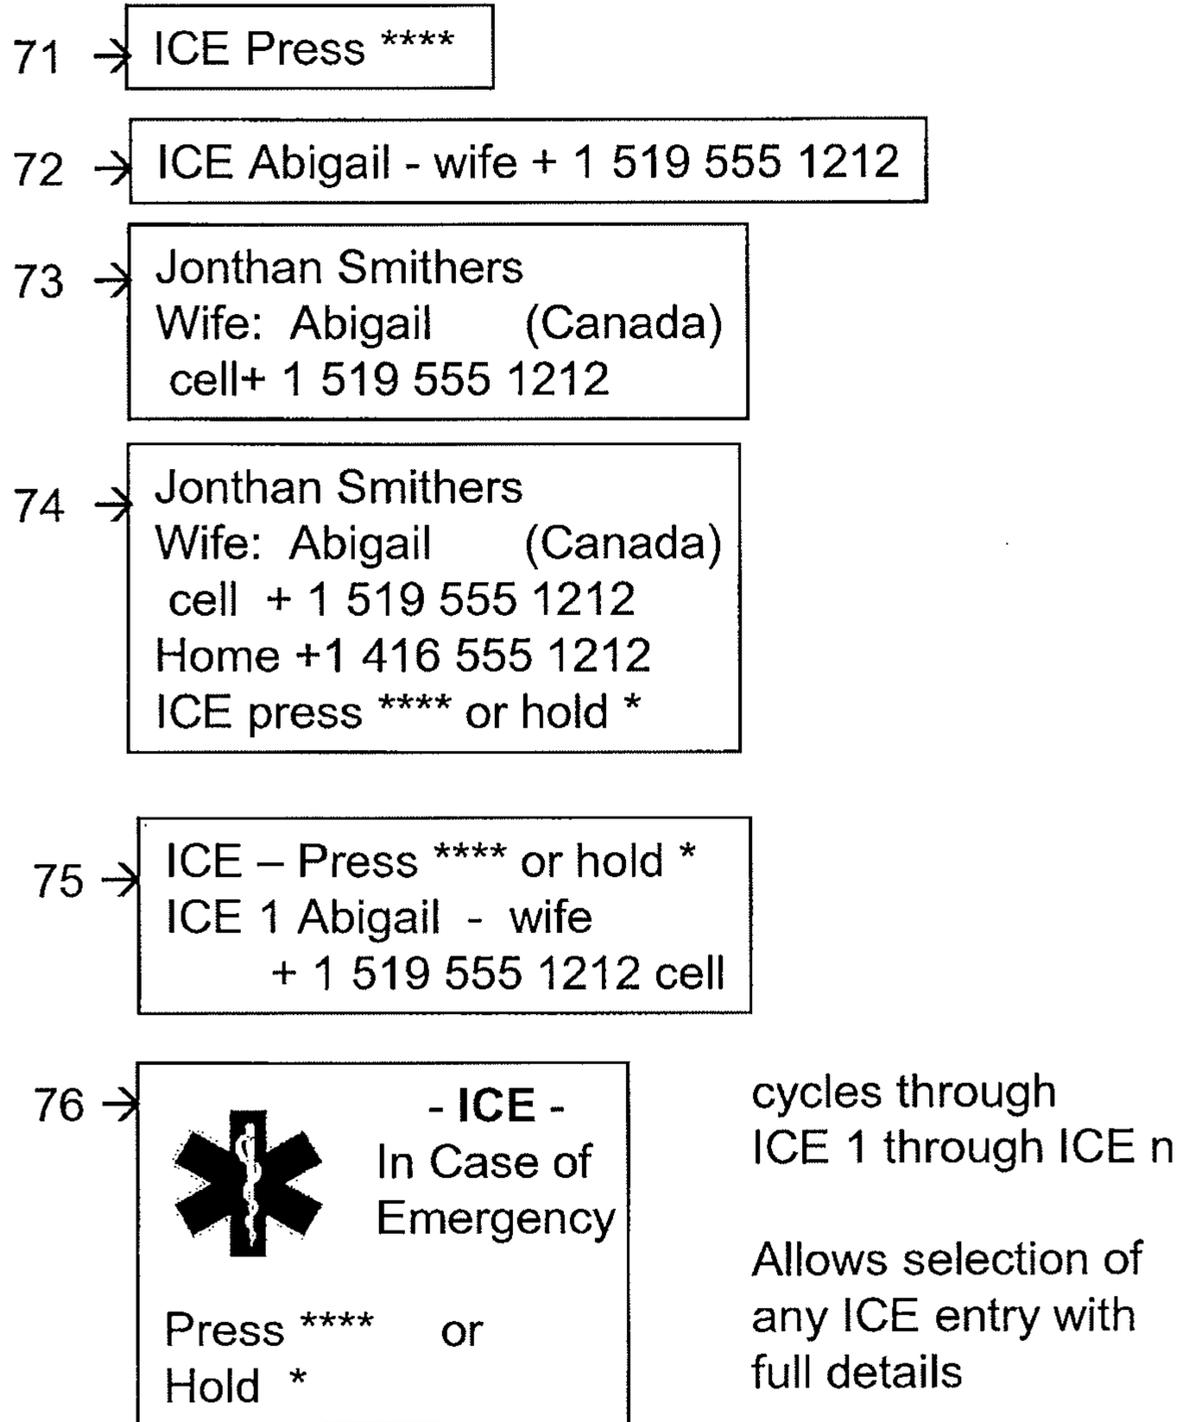 71 → ICE Press ****
72 → ICE Abigail - wife + 1 519 555 1212
73 → Jonthan Smithers
Wife: Abigail (Canada)
cell+ 1 519 555 1212
74 → Jonthan Smithers
Wife: Abigail (Canada)
cell + 1 519 555 1212
Home +1 416 555 1212
ICE press **** or hold *
75 → ICE – Press **** or hold *
ICE 1 Abigail - wife
+ 1 519 555 1212 cell
76 → - ICE -
In Case of
Emergency
Press **** or
Hold *
cycles through
ICE 1 through ICE n
Allows selection of
any ICE entry with
full details